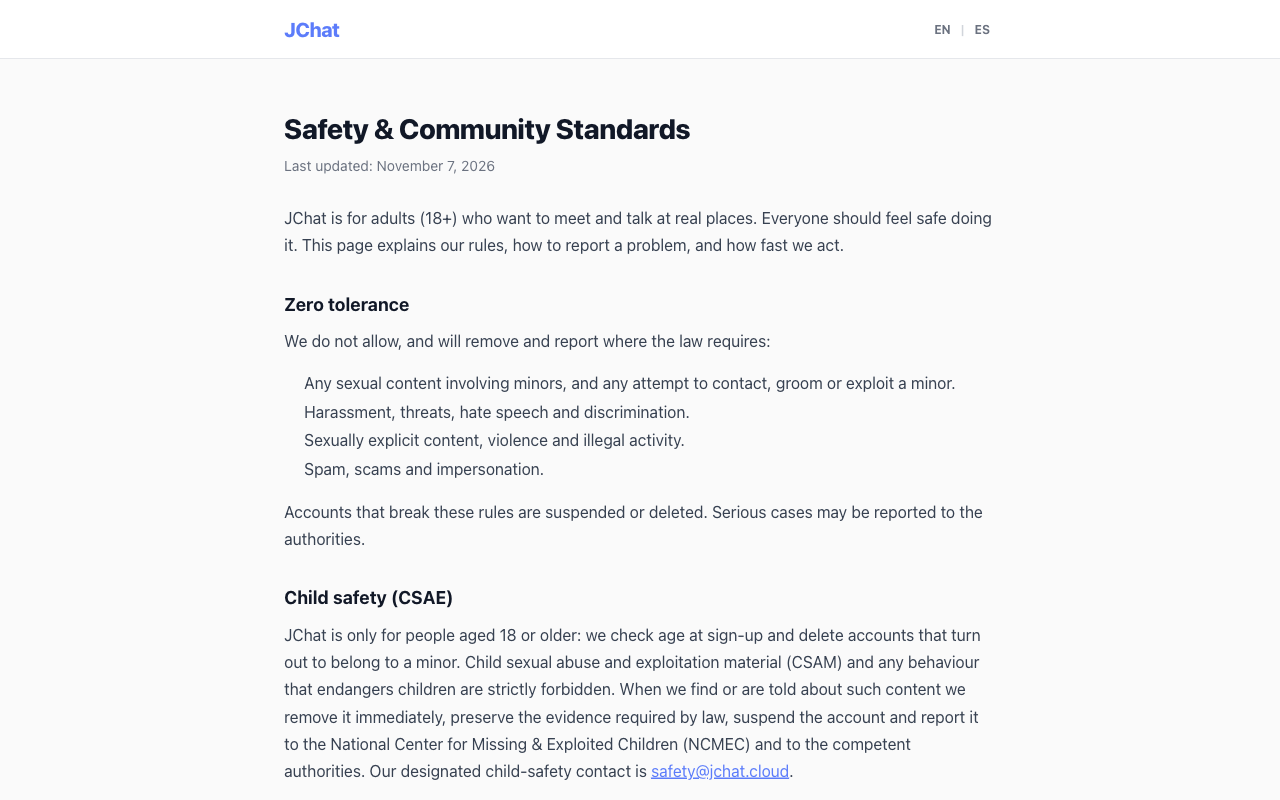 JChat
EN | ES
Safety & Community Standards
Last updated: November 7, 2026
JChat is for adults (18+) who want to meet and talk at real places. Everyone should feel safe doing
it. This page explains our rules, how to report a problem, and how fast we act.
Zero tolerance
We do not allow, and will remove and report where the law requires:
Any sexual content involving minors, and any attempt to contact, groom or exploit a minor.
Harassment, threats, hate speech and discrimination.
Sexually explicit content, violence and illegal activity.
Spam, scams and impersonation.
Accounts that break these rules are suspended or deleted. Serious cases may be reported to the
authorities.
Child safety (CSAE)
JChat is only for people aged 18 or older: we check age at sign-up and delete accounts that turn
out to belong to a minor. Child sexual abuse and exploitation material (CSAM) and any behaviour
that endangers children are strictly forbidden. When we find or are told about such content we
remove it immediately, preserve the evidence required by law, suspend the account and report it
to the National Center for Missing & Exploited Children (NCMEC) and to the competent
authorities. Our designated child-safety contact is safety@jchat.cloud.